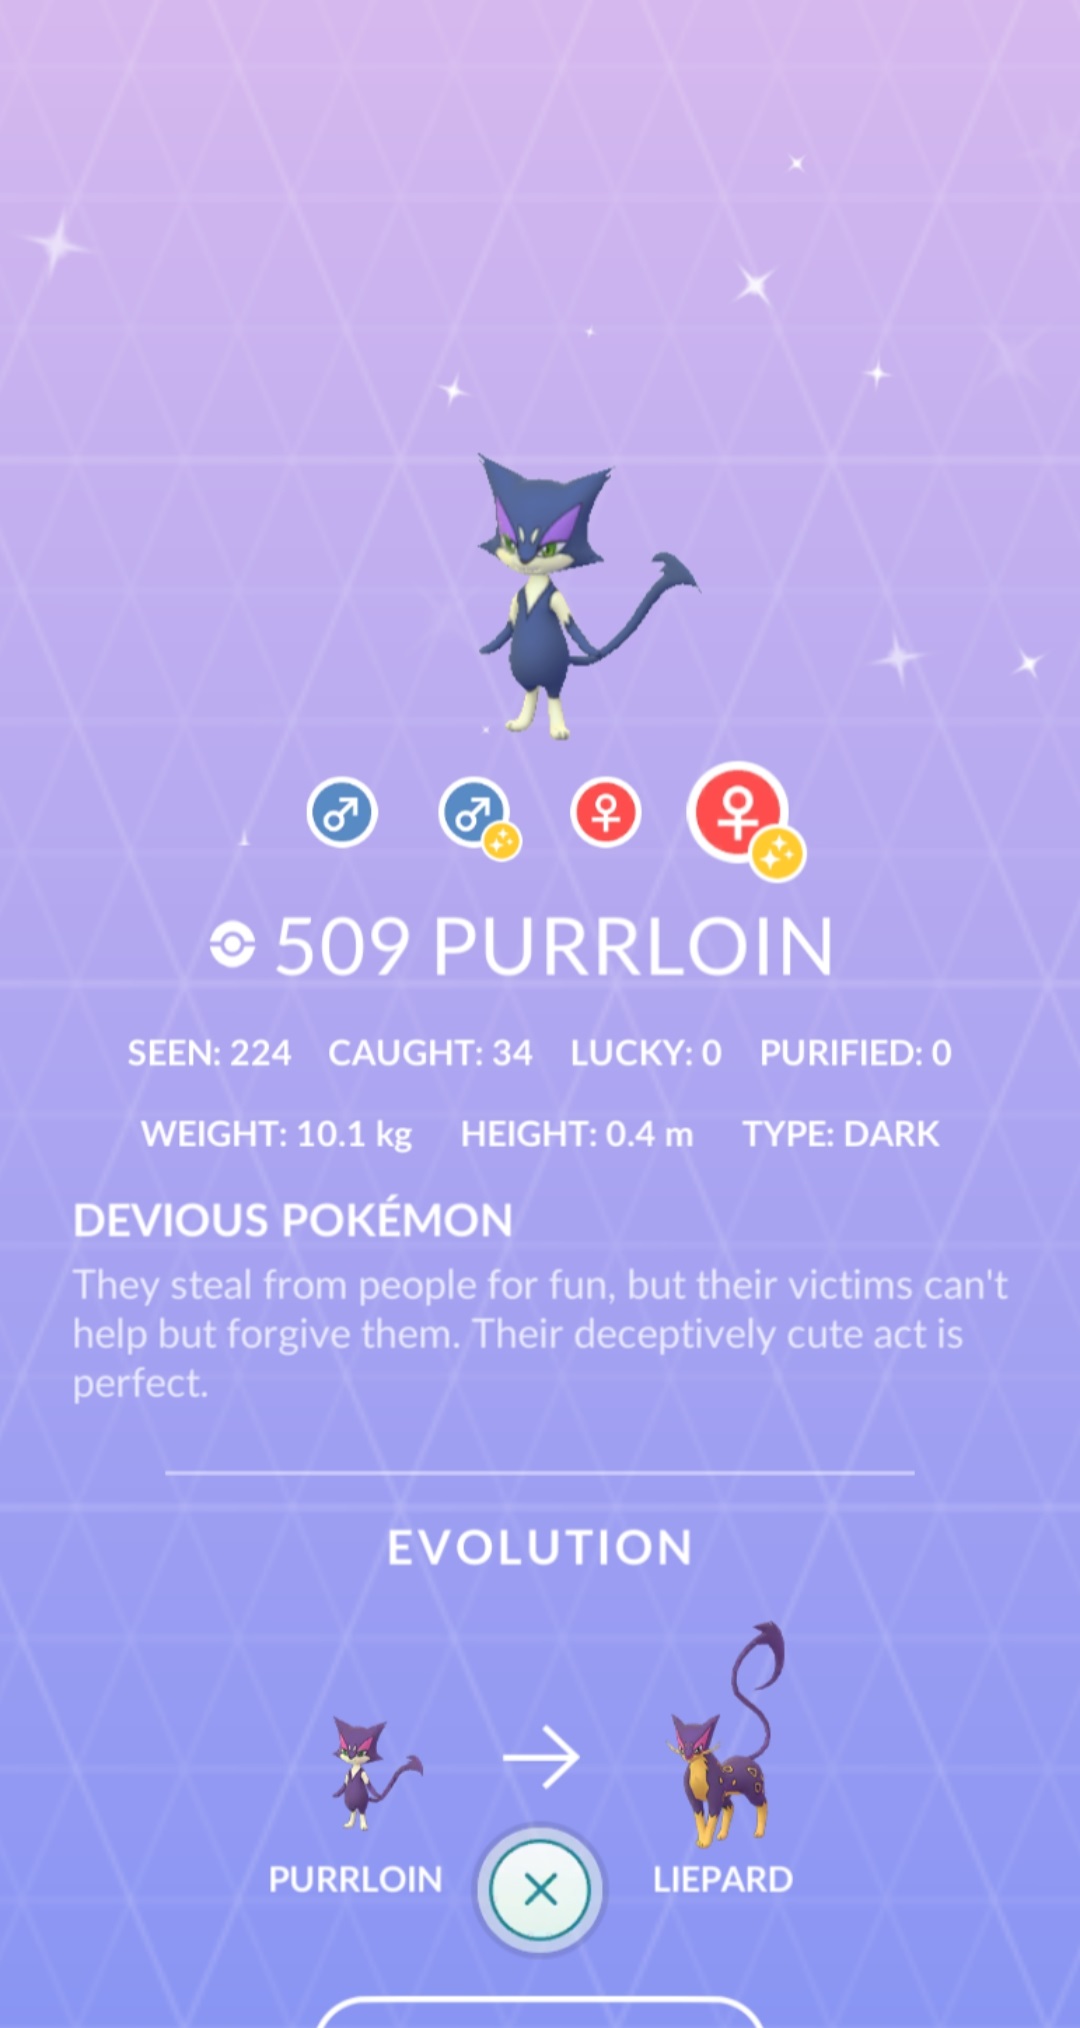 509 PURRLOIN
SEEN: 224 CAUGHT: 34 LUCKY: 0 PURIFIED: 0
WEIGHT: 10.1 kg HEIGHT: 0.4 m TYPE: DARK
DEVIOUS POKÉMON
They steal from people for fun, but their victims can't
help but forgive them. Their deceptively cute act is
perfect.
EVOLUTION
PURRLOIN LIEPARD